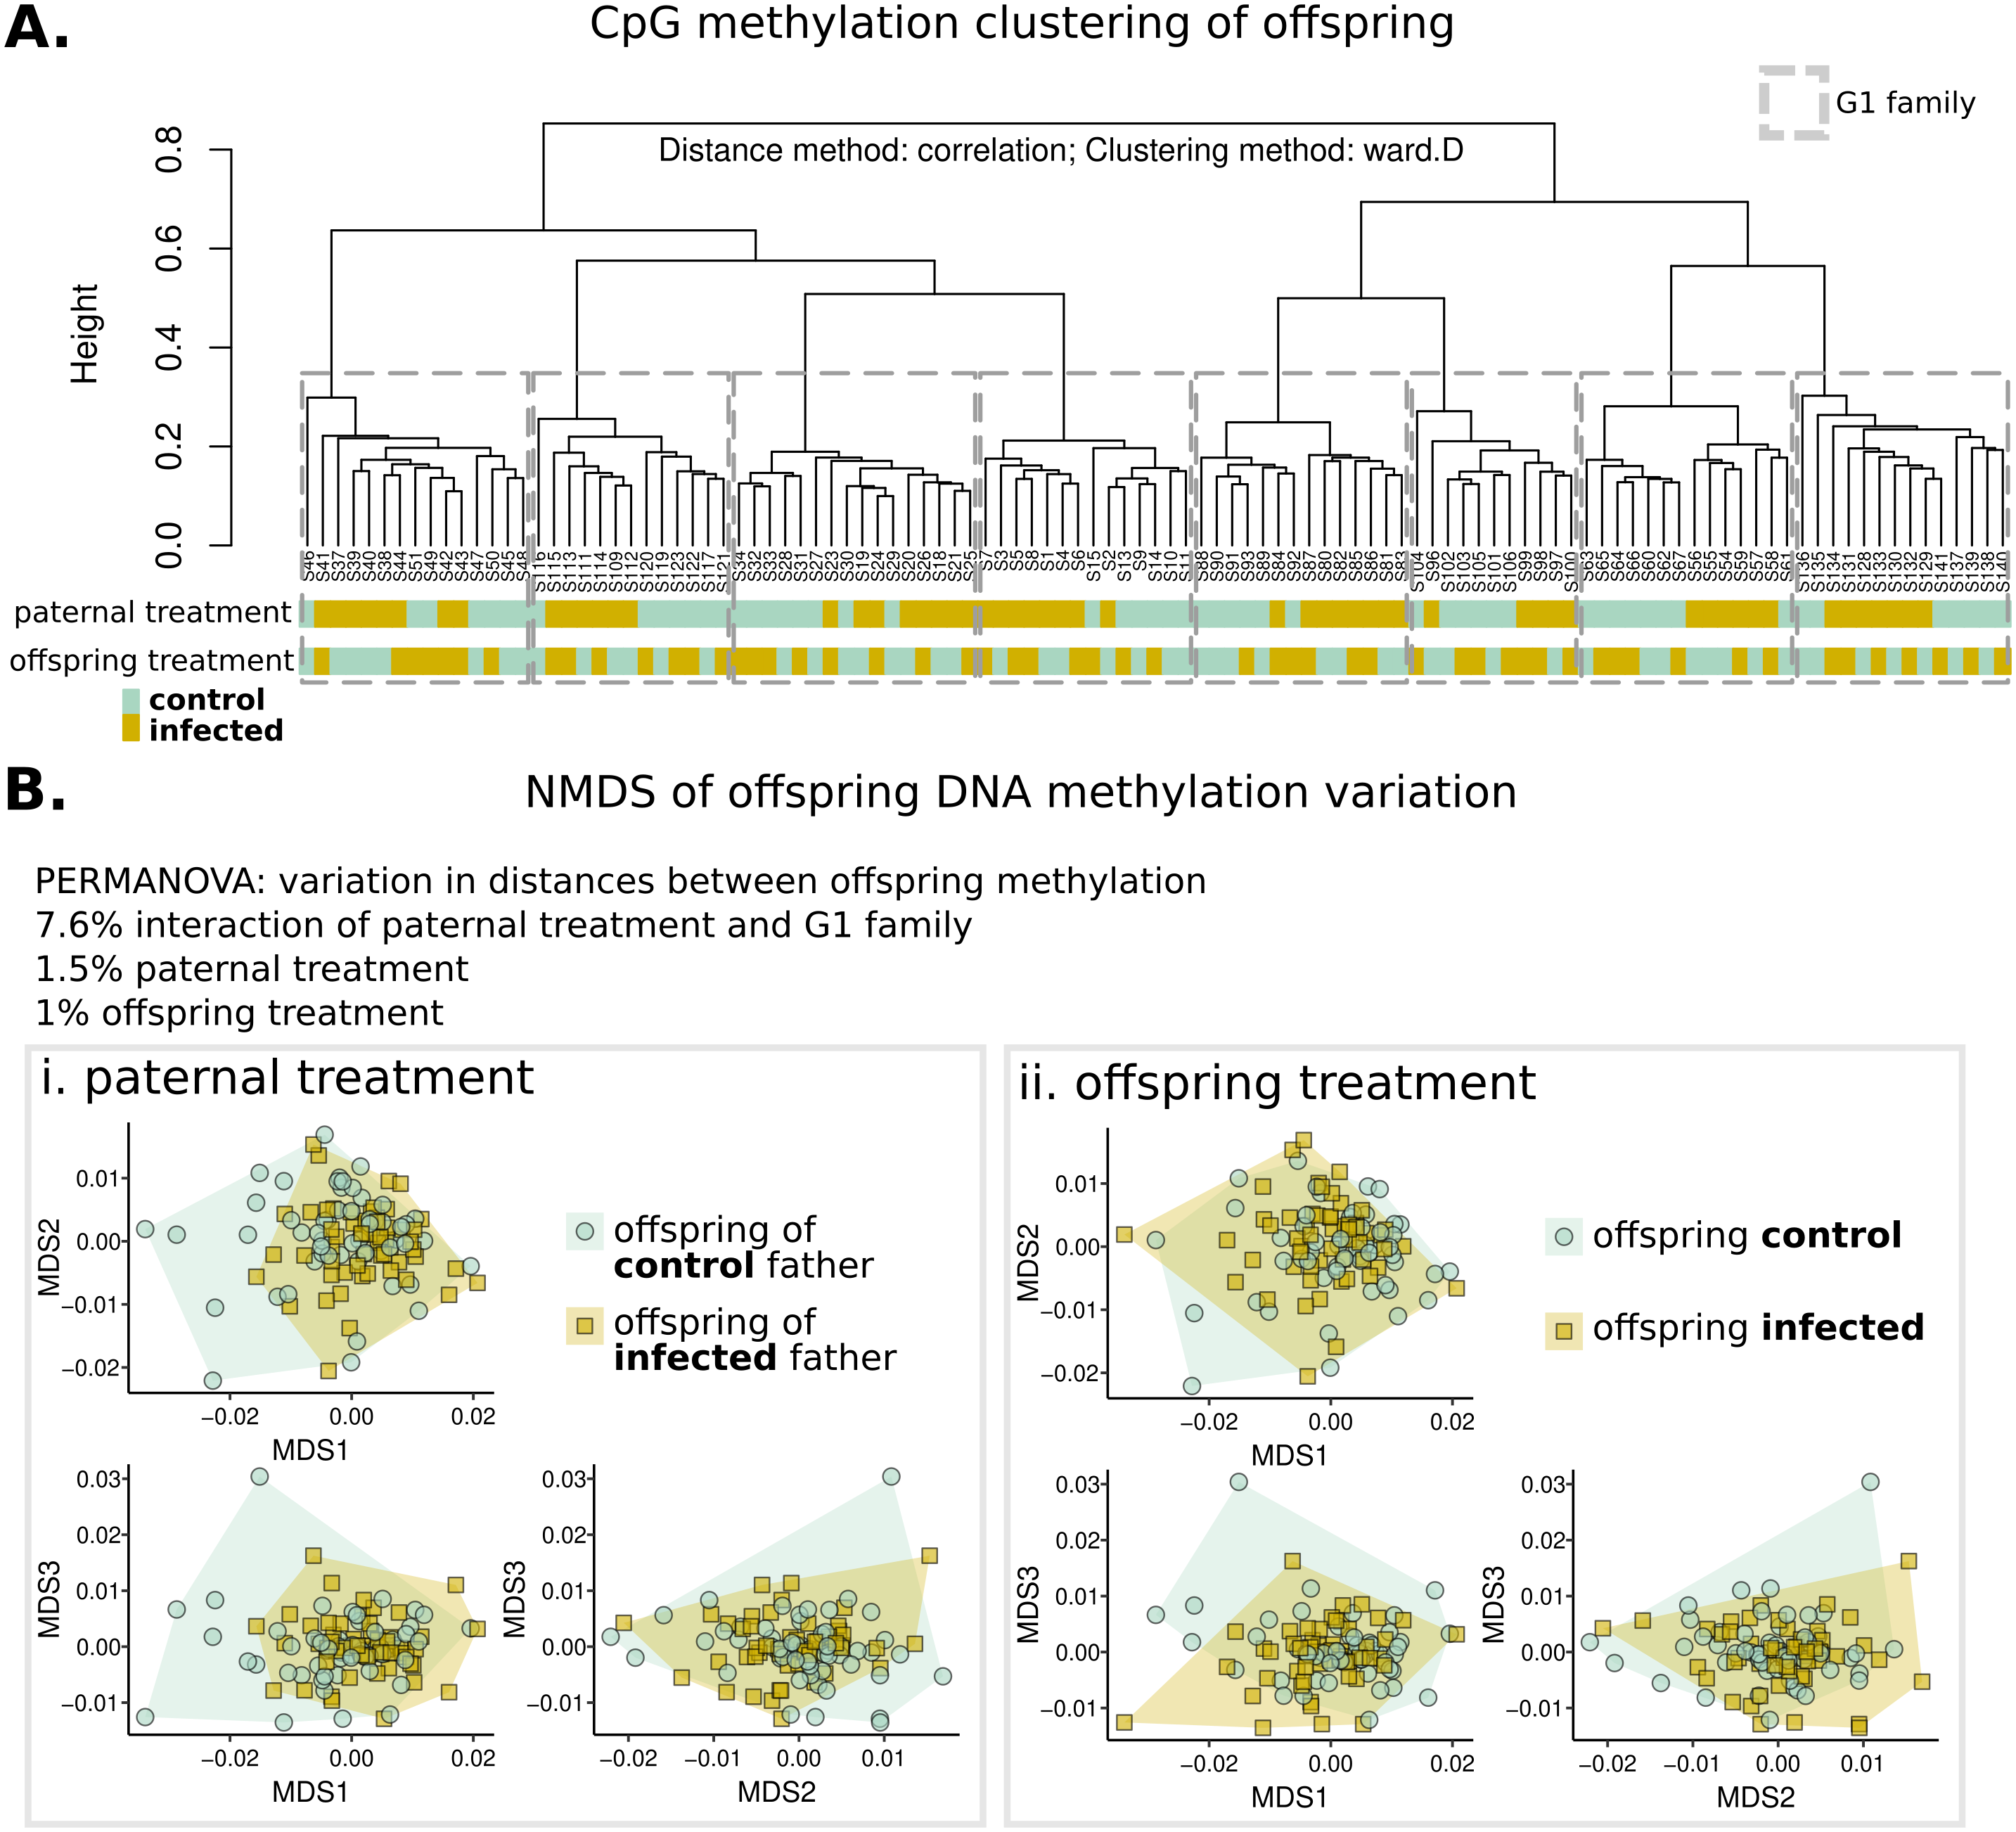 A.
CpG methylation clustering of offspring
G1 family
Distance method: correlation; Clustering method: ward.D
Height
0.8
0.6
0.4
0.2
0.0
S46 S41 S37 S39 S40 S38 S44 S51 S49 S42 S43 S47 S50 S45 S48
S115 S113 S111 S114 S109 S112 S120 S119 S123 S122 S117 S121
S34 S32 S33 S28 S31 S27 S23 S30 S19 S24 S29 S20 S26 S18 S21
S7 S3 S5 S8 S1 S4 S6 S15 S2 S13 S9 S14 S10 S11
S88 S90 S91 S93 S89 S84 S92 S87 S80 S82 S85 S86 S81 S83
S104 S96 S102 S103 S105 S101 S106 S99 S98 S97 S100
S63 S65 S64 S66 S60 S62 S67 S56 S55 S54 S59 S57 S58 S61
S136 S135 S134 S131 S128 S133 S130 S132 S129 S141 S137 S139 S138 S140
paternal treatment
offspring treatment
control
infected
B.
NMDS of offspring DNA methylation variation
PERMANOVA: variation in distances between offspring methylation
7.6% interaction of paternal treatment and G1 family
1.5% paternal treatment
1% offspring treatment
i. paternal treatment
MDS2
0.01
0.00
−0.01
−0.02
−0.02 0.00 0.02
MDS1
offspring of
control father
offspring of
infected father
MDS3
0.03
0.02
0.01
0.00
−0.01
−0.02 0.00 0.02
MDS1
MDS3
0.03
0.02
0.01
0.00
−0.01
−0.02 −0.01 0.00 0.01
MDS2
ii. offspring treatment
MDS2
0.01
0.00
−0.01
−0.02
−0.02 0.00 0.02
MDS1
offspring control
offspring infected
MDS3
0.03
0.02
0.01
0.00
−0.01
−0.02 0.00 0.02
MDS1
MDS3
0.03
0.02
0.01
0.00
−0.01
−0.02 −0.01 0.00 0.01
MDS2